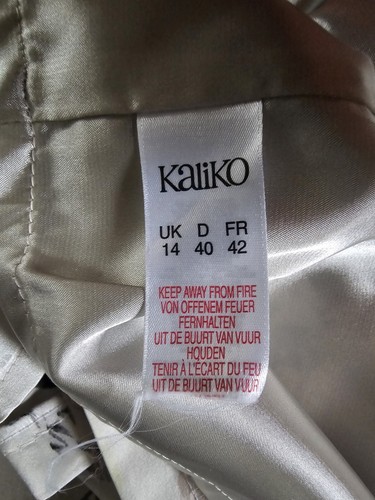 KaliKO
UK D FR
14 40 42
KEEP AWAY FROM FIRE
VON OFFENEM FEUER
FERNHALTEN
UIT DE BUURT VAN VUUR
HOUDEN
TENIR À L'ÉCART DU FEU
UIT DE BUURT VAN VUUR